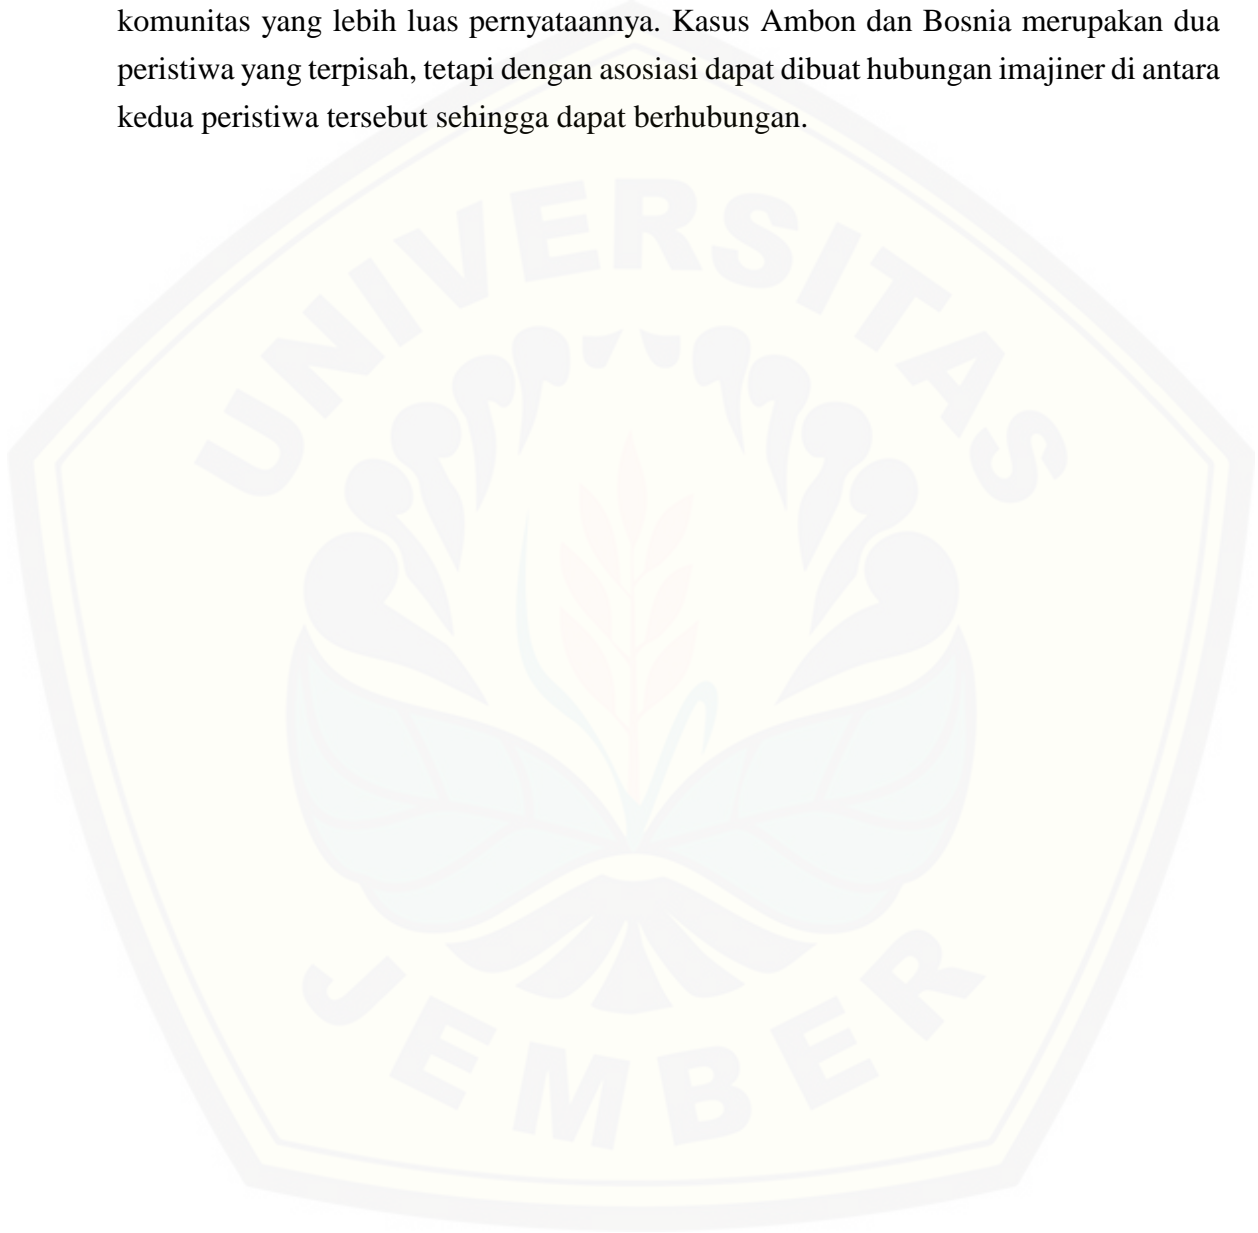 komunitas yang lebih luas pernyataannya. Kasus Ambon dan Bosnia merupakan dua
peristiwa yang terpisah, tetapi dengan asosiasi dapat dibuat hubungan imajiner di antara
kedua peristiwa tersebut sehingga dapat berhubungan.
UNIVERSITAS
JEMBER